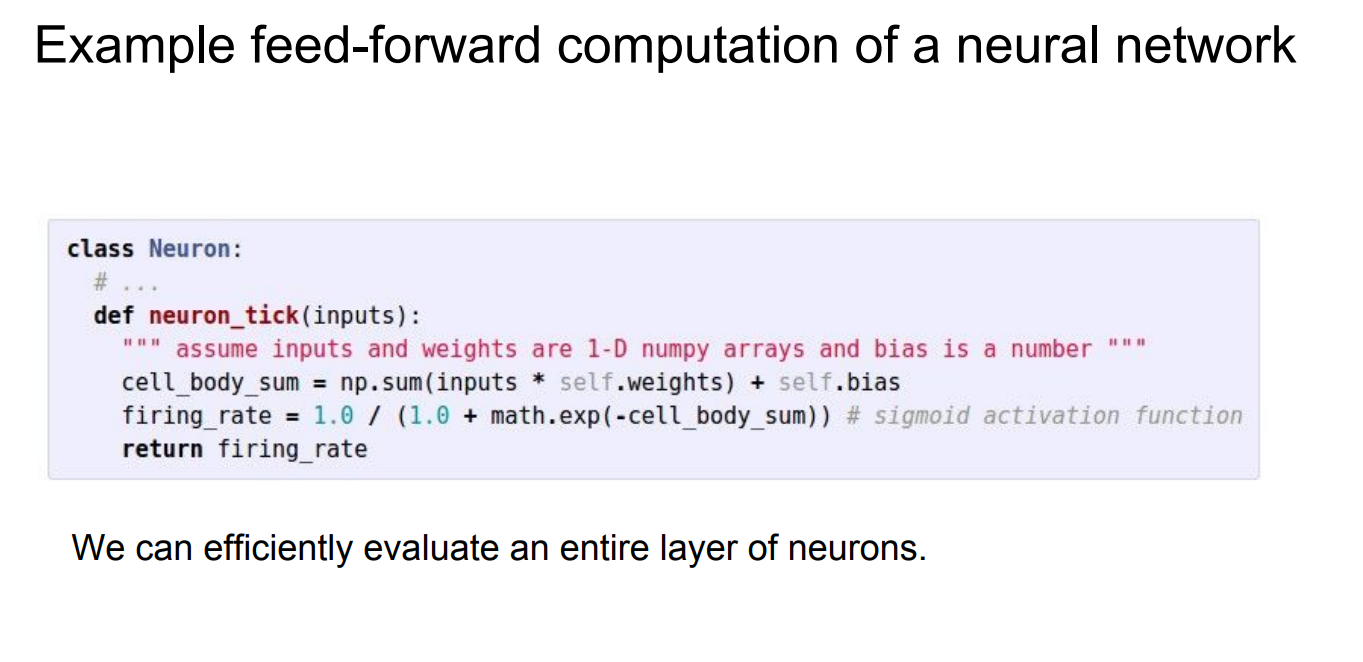 Example feed-forward computation of a neural network
class Neuron:
# ...
def neuron_tick(inputs):
""" assume inputs and weights are 1-D numpy arrays and bias is a number """
cell_body_sum = np.sum(inputs * self.weights) + self.bias
firing_rate = 1.0 / (1.0 + math.exp(-cell_body_sum)) # sigmoid activation function
return firing_rate
We can efficiently evaluate an entire layer of neurons.